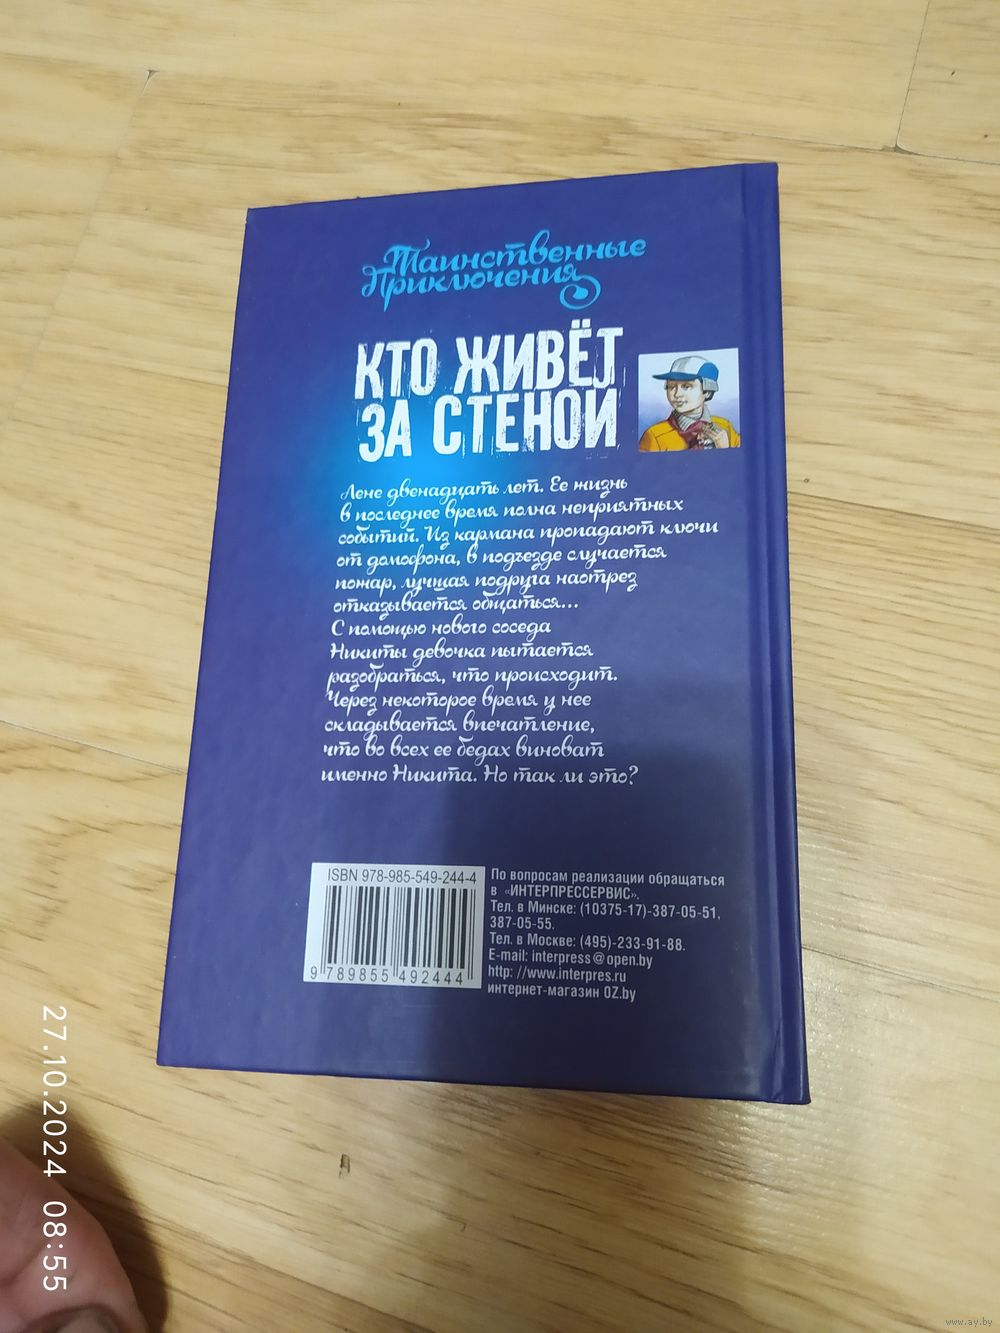 Таинственные
Приключения
КТО ЖИВЁТ
ЗА СТЕНОЙ
Лене двенадцать лет. Ее жизнь
в последнее время полна неприятных
событий. Из кармана пропадают ключи
от домофона, в подъезде случается
пожар, лучшая подруга наотрез
отказывается общаться...
С помощью нового соседа
Никиты девочка пытается
разобраться, что происходит.
Через некоторое время у нее
складывается впечатление,
что во всех ее бедах виноват
именно Никита. Но так ли это?
ISBN 978-985-549-244-4
9 789855 492444
По вопросам реализации обращаться
в «ИНТЕРПРЕССЕРВИС».
Тел. в Минске: (10375-17)-387-05-51,
387-05-55.
Тел. в Москве: (495)-233-91-88.
E-mail: interpress@open.by
http: //www.interpres.ru
интернет-магазин OZ.by
27.10.2024 08:55
www.ay.by